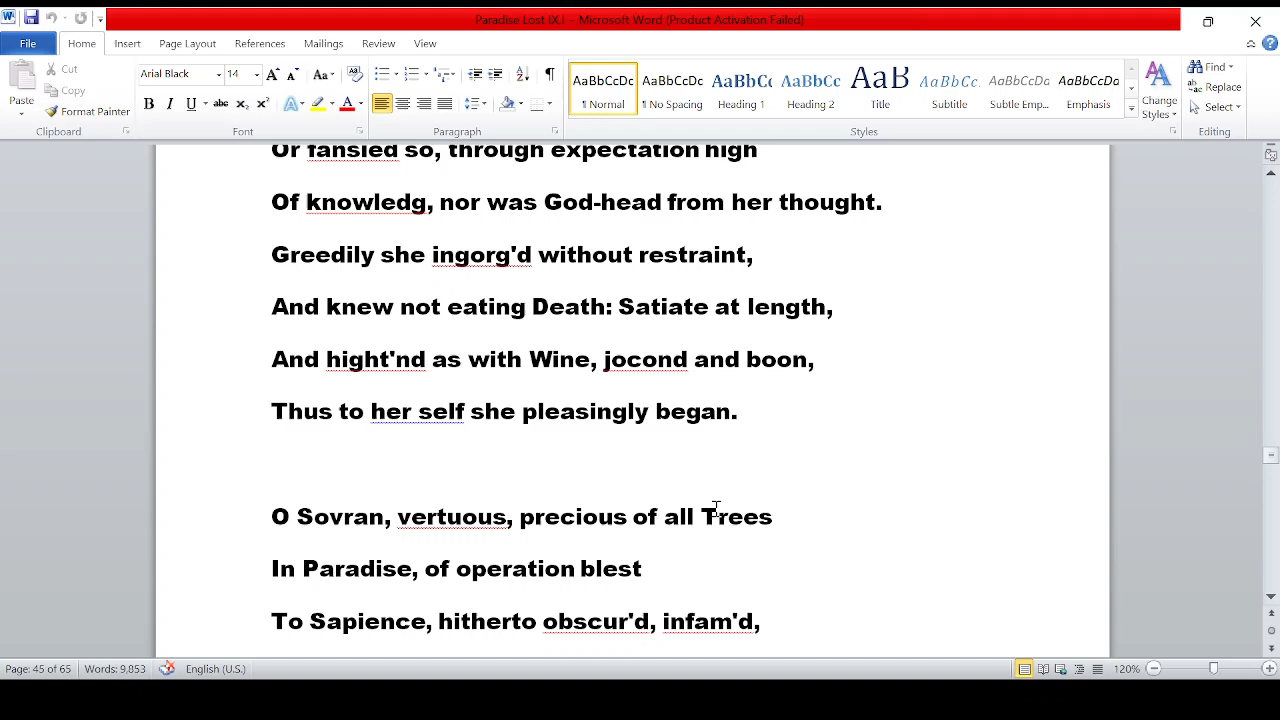 Paradise Lost IX.I - Microsoft Word (Product Activation Failed)
File Home Insert Page Layout References Mailings Review View
Cut
Copy
Format Painter
Paste
Clipboard
Arial Black 14
Font
Paragraph
AaBbCcDc AaBbCcDc AaBbCc AaBbCc AaB AaBbCc. AaBbCcDc AaBbCcDc
¶ Normal ¶ No Spacing Heading 1 Heading 2 Title Subtitle Subtle Emp... Emphasis
Change Styles
Styles
Find
Replace
Select
Editing
Or fansied so, through expectation high
Of knowledg, nor was God-head from her thought.
Greedily she ingorg'd without restraint,
And knew not eating Death: Satiate at length,
And hight'nd as with Wine, jocond and boon,
Thus to her self she pleasingly began.
O Sovran, vertuous, precious of all Trees
In Paradise, of operation blest
To Sapience, hitherto obscur'd, infam'd,
Page: 45 of 65 Words: 9,853 English (U.S.) 120%